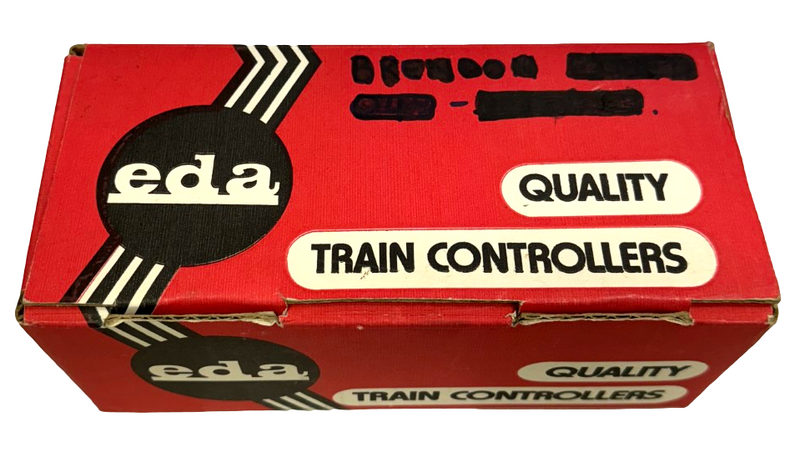 eda
QUALITY
TRAIN CONTROLLERS
eda
QUALITY
TRAIN CONTROLLERS